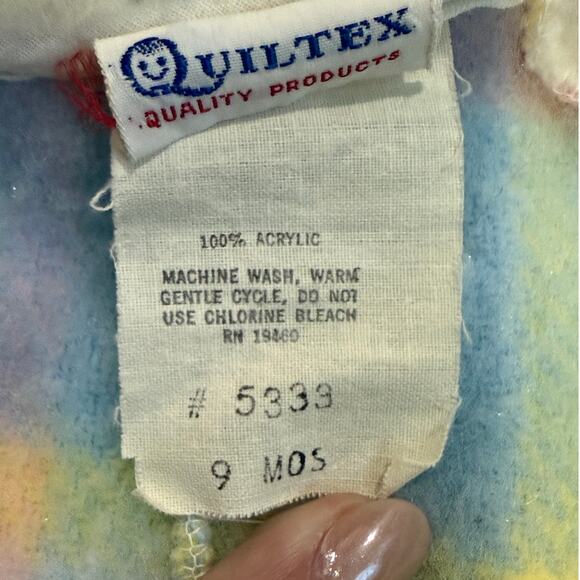 QUILTEX
QUALITY PRODUCTS
100% ACRYLIC
MACHINE WASH, WARM
GENTLE CYCLE, DO NOT
USE CHLORINE BLEACH
RN 19460
# 5333
9 MOS